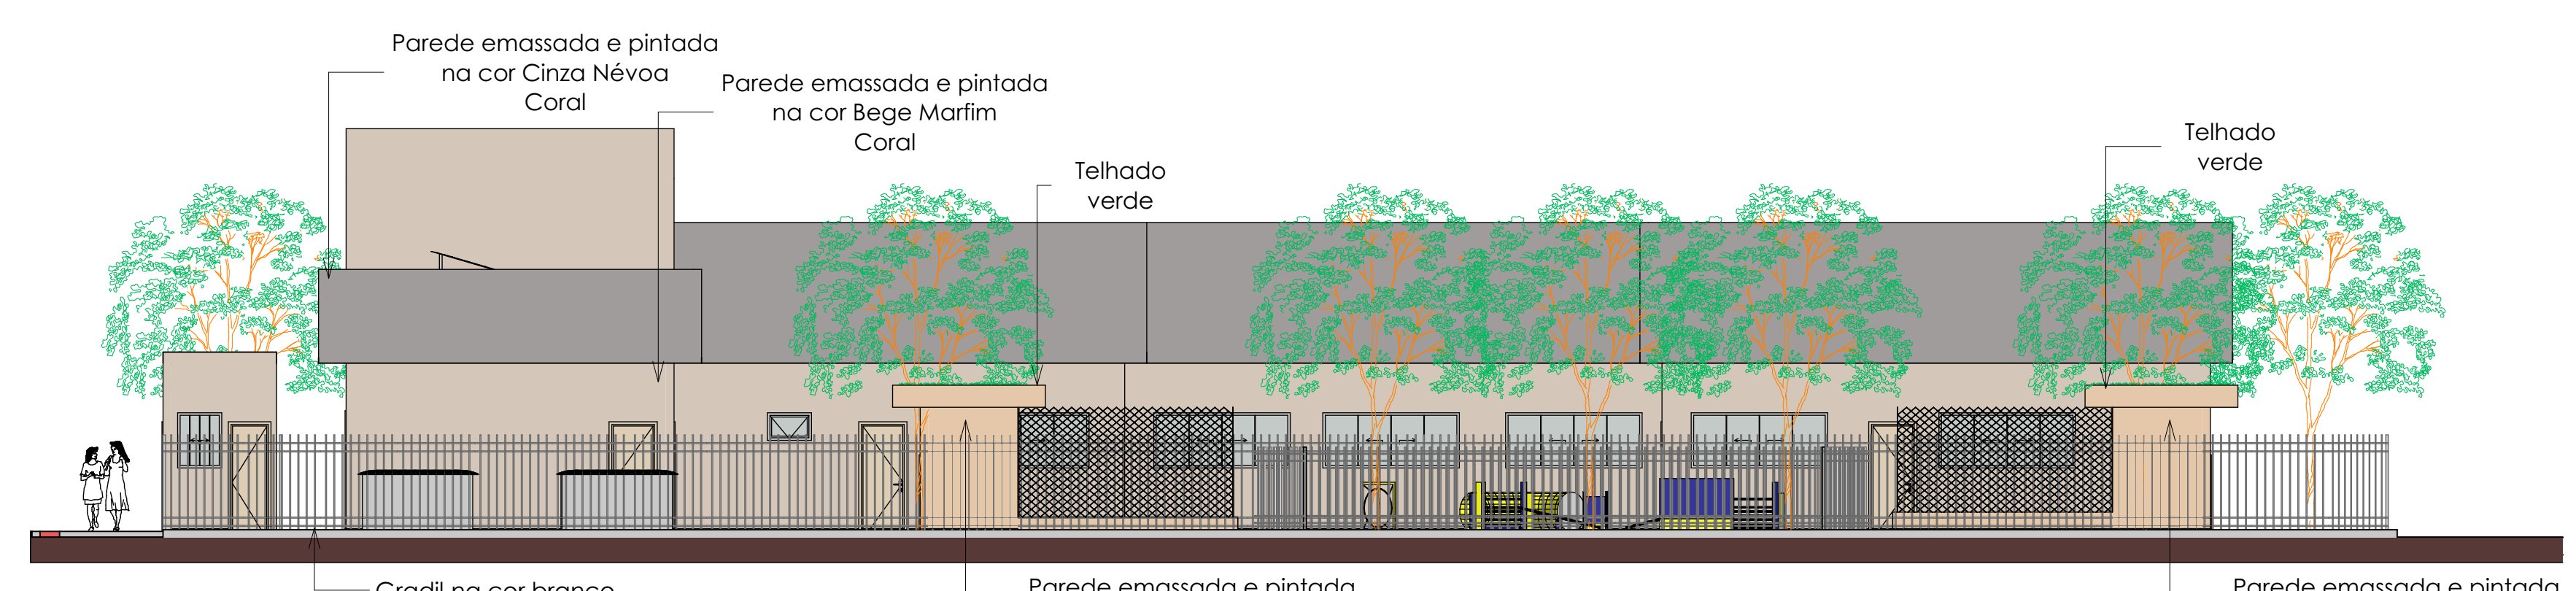 Parede emassada e pintada
na cor Cinza Névoa
Coral
Parede emassada e pintada
na cor Bege Marfim
Coral
Telhado
verde
Telhado
verde
Gradil na cor branco
Parede emassada e pintada
Parede emassada e pintada